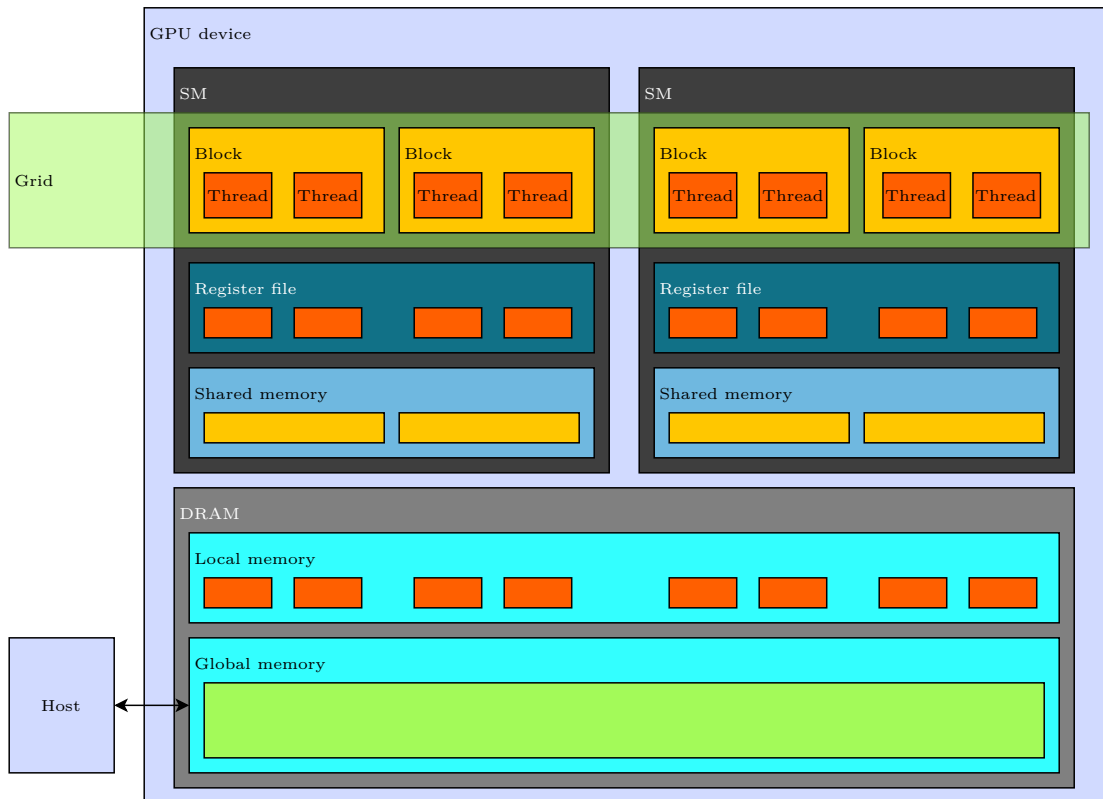 GPU device
SM
SM
Grid
Block
Block
Block
Block
Thread
Thread
Thread
Thread
Thread
Thread
Thread
Thread
Register file
Register file
Shared memory
Shared memory
DRAM
Local memory
Global memory
Host